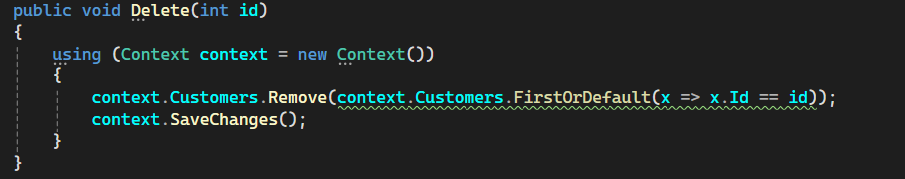 public void Delete(int id)
{
using (Context context = new Context())
{
context.Customers.Remove(context.Customers.FirstOrDefault(x => x.Id == id));
context.SaveChanges();
}
}